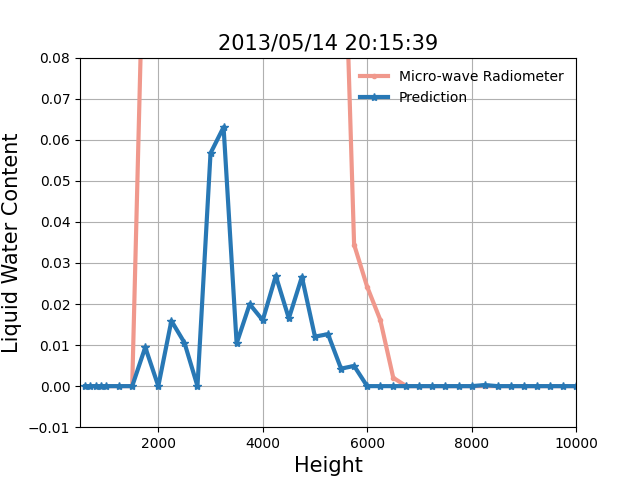 2013/05/14 20:15:39
0.08
0.07
0.06
0.05
0.04
0.03
0.02
0.01
0.00
−0.01
Liquid Water Content
Micro-wave Radiometer
Prediction
2000 4000 6000 8000 10000
Height